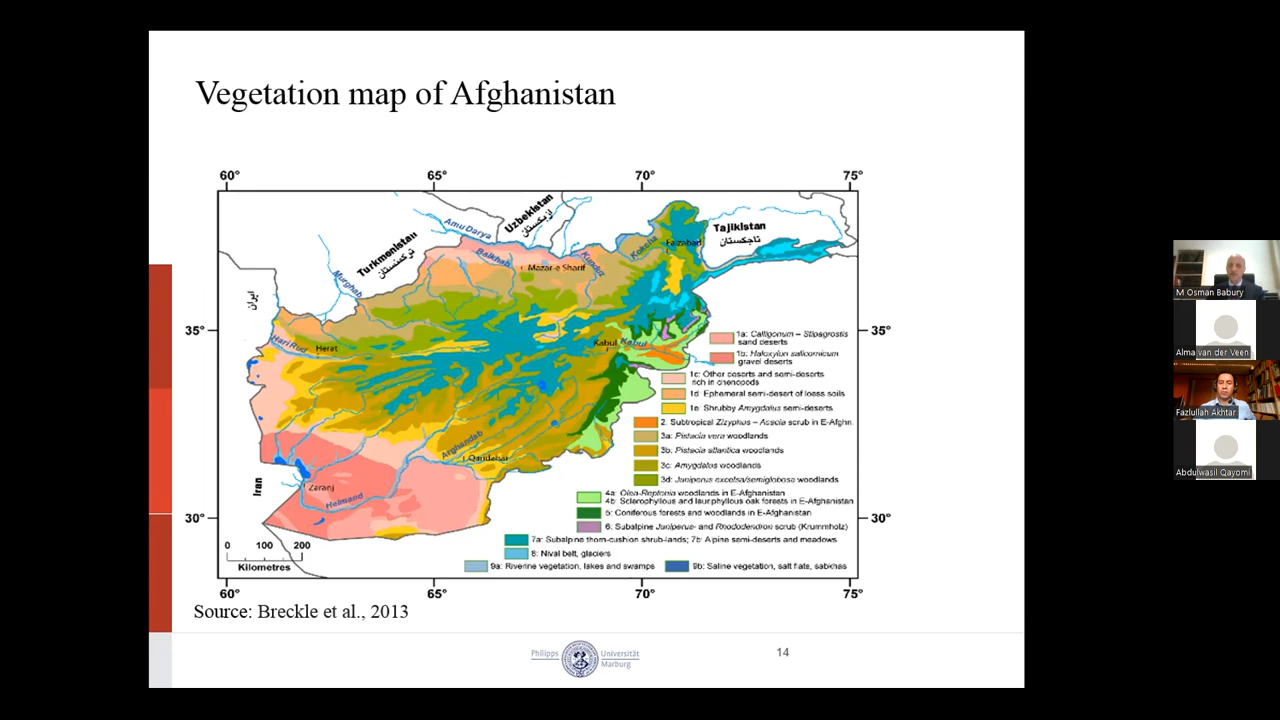 Vegetation map of Afghanistan
60°
65°
70°
75°
Uzbekistan
ازبکستان
Amu Darya
Turkmenistan
ترکمنستان
Tajikistan
تاجکستان
Faizabad
Kokcha
Kunduz
Balkhab
Mazar-e Sharif
Murghab
ایران
35°
35°
Hari Rud
Herat
Kabul
Kabul
1a: Calligonum – Stipagrostis
sand deserts
1b: Haloxylon salicornicum
gravel deserts
1c: Other deserts and semi-deserts
rich in chenopods
1d: Ephemeral semi-desert of loess soils
1e: Shrubby Amygdalus semi-deserts
2: Subtropical Zizyphus – Acacia scrub in E-Afghn.
3a: Pistacia vera woodlands
3b: Pistacia atlantica woodlands
3c: Amygdalus woodlands
3d: Juniperus excelsa/semiglobosa woodlands
4a: Olea-Reptonia woodlands in E-Afghanistan
4b: Sclerophyllous and lauriphyllous oak forests in E-Afghanistan
5: Coniferous forests and woodlands in E-Afghanistan
6: Subalpine Juniperus- and Rhododendron scrub (Krummholz)
7a: Subalpine thorn-cushion shrub-lands; 7b: Alpine semi-deserts and meadows
8: Nival belt, glaciers
9a: Riverine vegetation, lakes and swamps
9b: Saline vegetation, salt flats, sabkhas
Arghandab
Qandahar
Iran
Zaranj
Helmand
30°
30°
0 100 200
Kilometres
60°
65°
70°
75°
Source: Breckle et al., 2013
Philipps
Universität
Marburg
14
M Osman Babury
Alma van der Veen
Fazlullah Akhtar
Abdulwasil Qayomi